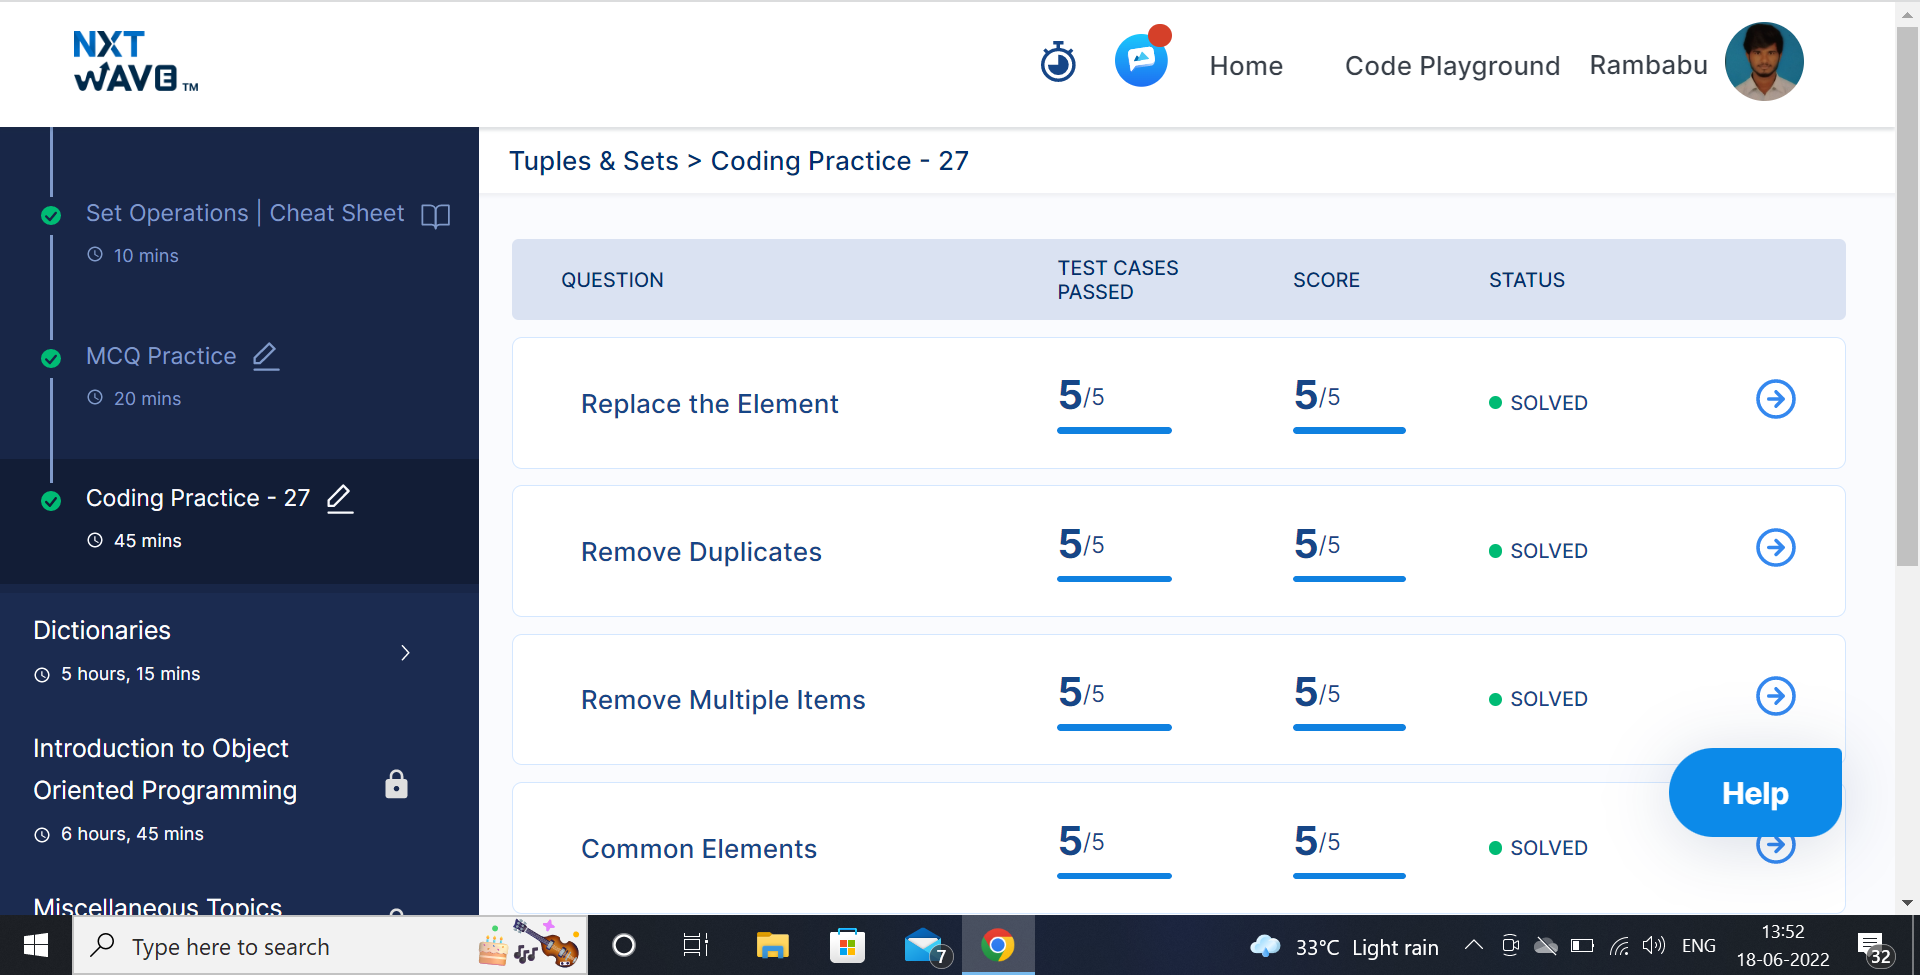 NXT
WAVE TM
Home
Code Playground
Rambabu
Set Operations | Cheat Sheet
10 mins
MCQ Practice
20 mins
Coding Practice - 27
45 mins
Dictionaries
5 hours, 15 mins
Introduction to Object
Oriented Programming
6 hours, 45 mins
Miscellaneous Topics
Tuples & Sets > Coding Practice - 27
QUESTION
TEST CASES
PASSED
SCORE
STATUS
Replace the Element
5/5
5/5
SOLVED
Remove Duplicates
5/5
5/5
SOLVED
Remove Multiple Items
5/5
5/5
SOLVED
Common Elements
5/5
5/5
SOLVED
Help
Type here to search
7
33°C Light rain
ENG
13:52
18-06-2022
32